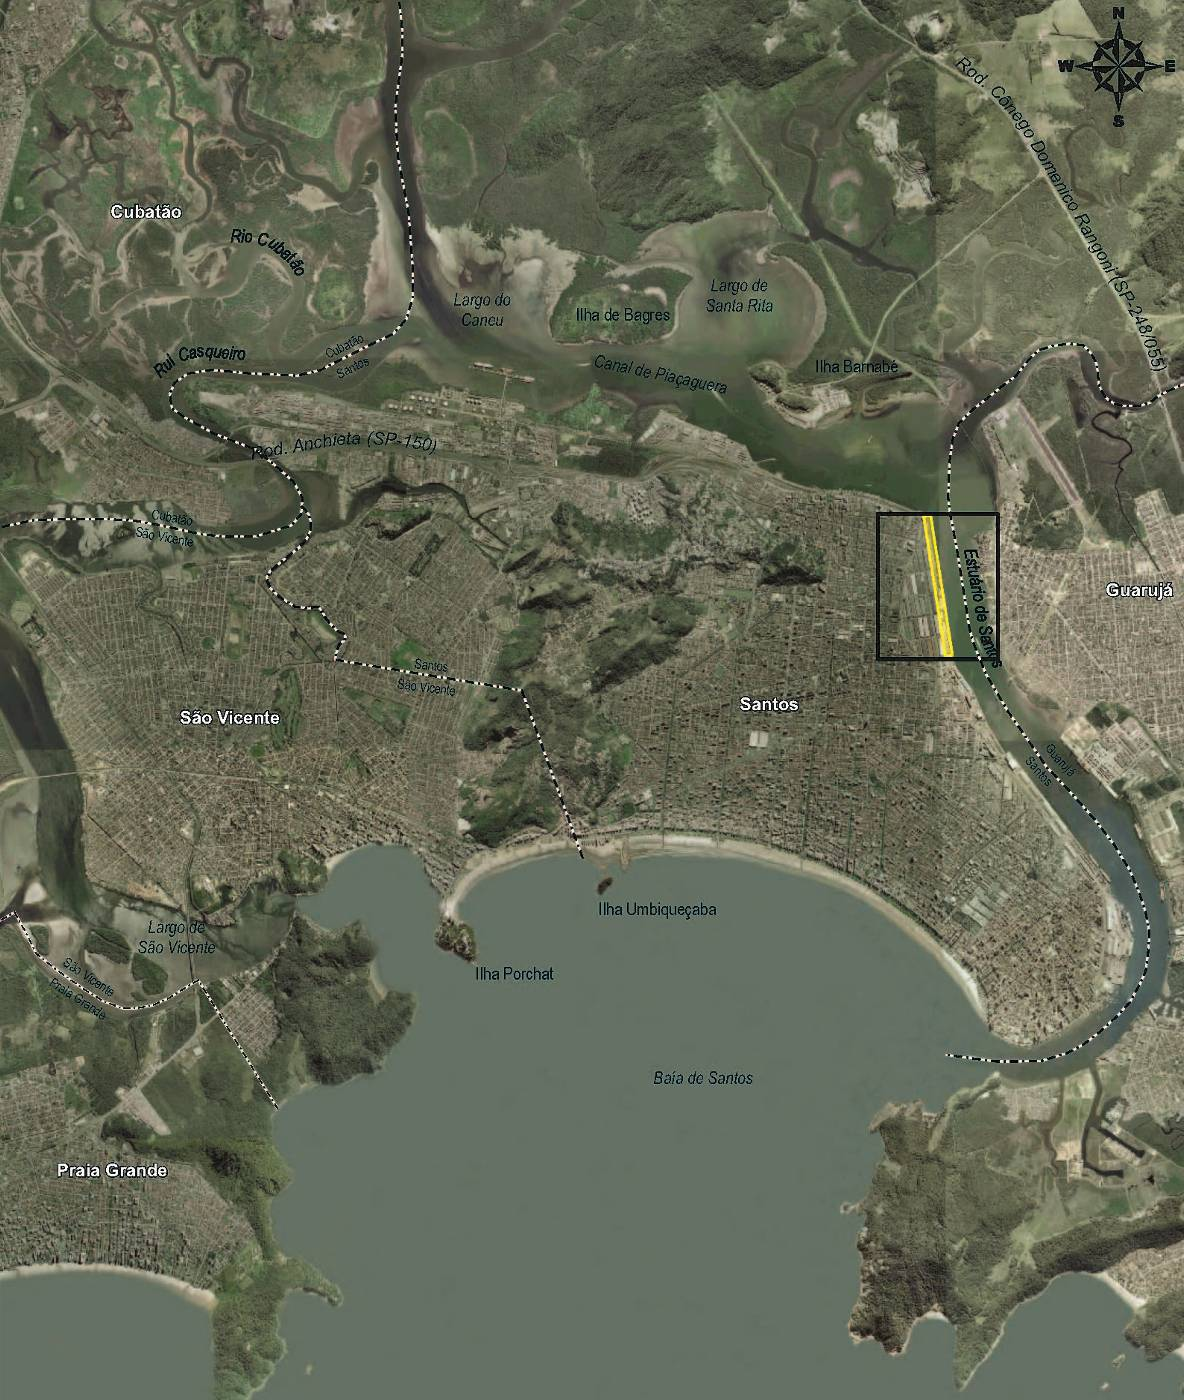 N
W E
S
Rod. Cônego Domenico Rangoni (SP-248/055)
Cubatão
Rio Cubatão
Largo do
Caneu
Ilha de Bagres
Largo de
Santa Rita
Cubatão
Santos
Rui Casqueiro
Canal de Piaçaguera
Ilha Barnabé
Rod. Anchieta (SP-150)
Cubatão
São Vicente
Estuário de Santos
Guarujá
Santos
São Vicente
São Vicente
Santos
Guarujá
Santos
Ilha Umbiqueçaba
Largo de
São Vicente
Ilha Porchat
São Vicente
Praia Grande
Baía de Santos
Praia Grande